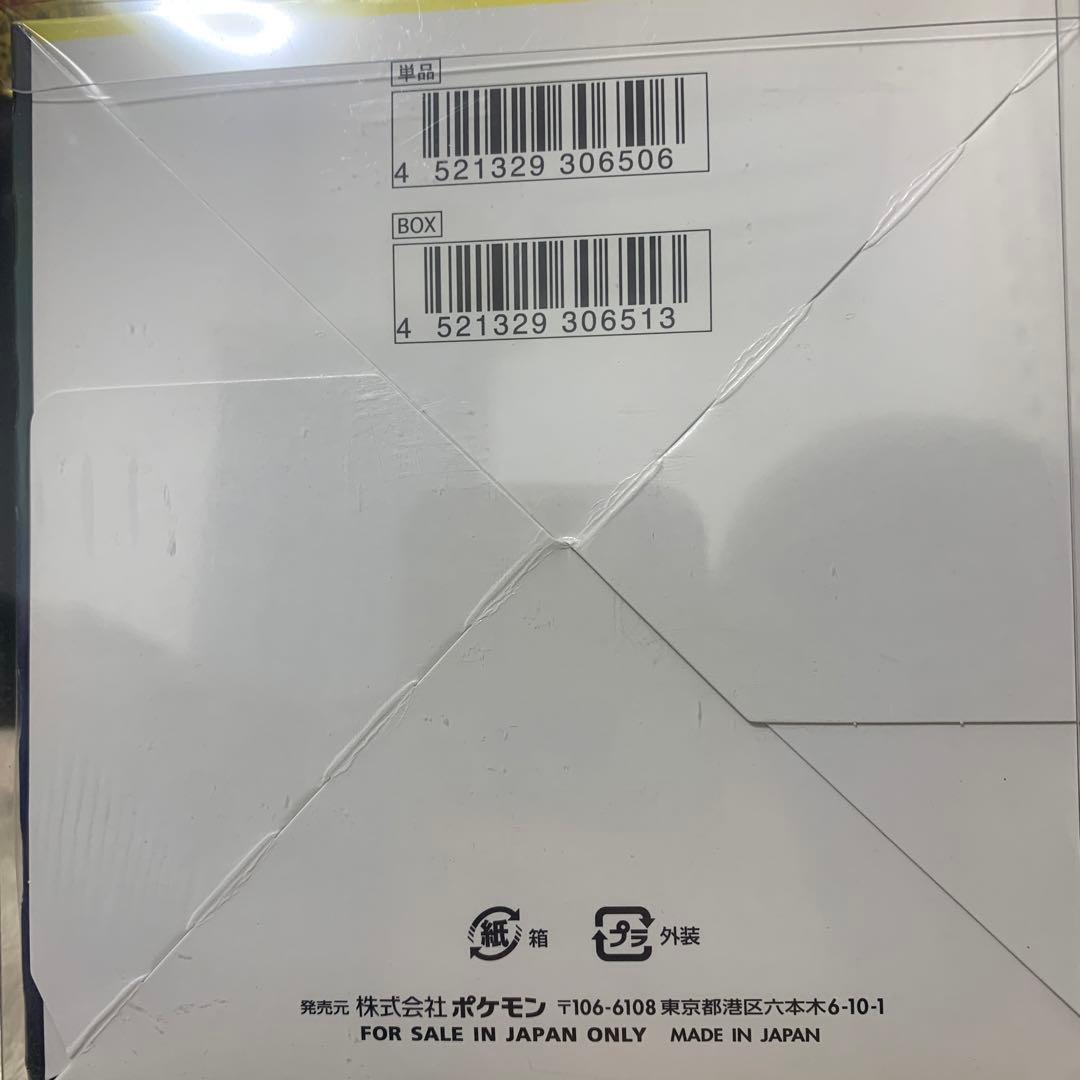 単品
4 521329 306506
BOX
4 521329 306513
紙 箱 プラ 外装
発売元 株式会社ポケモン 〒106-6108 東京都港区六本木6-10-1
FOR SALE IN JAPAN ONLY MADE IN JAPAN